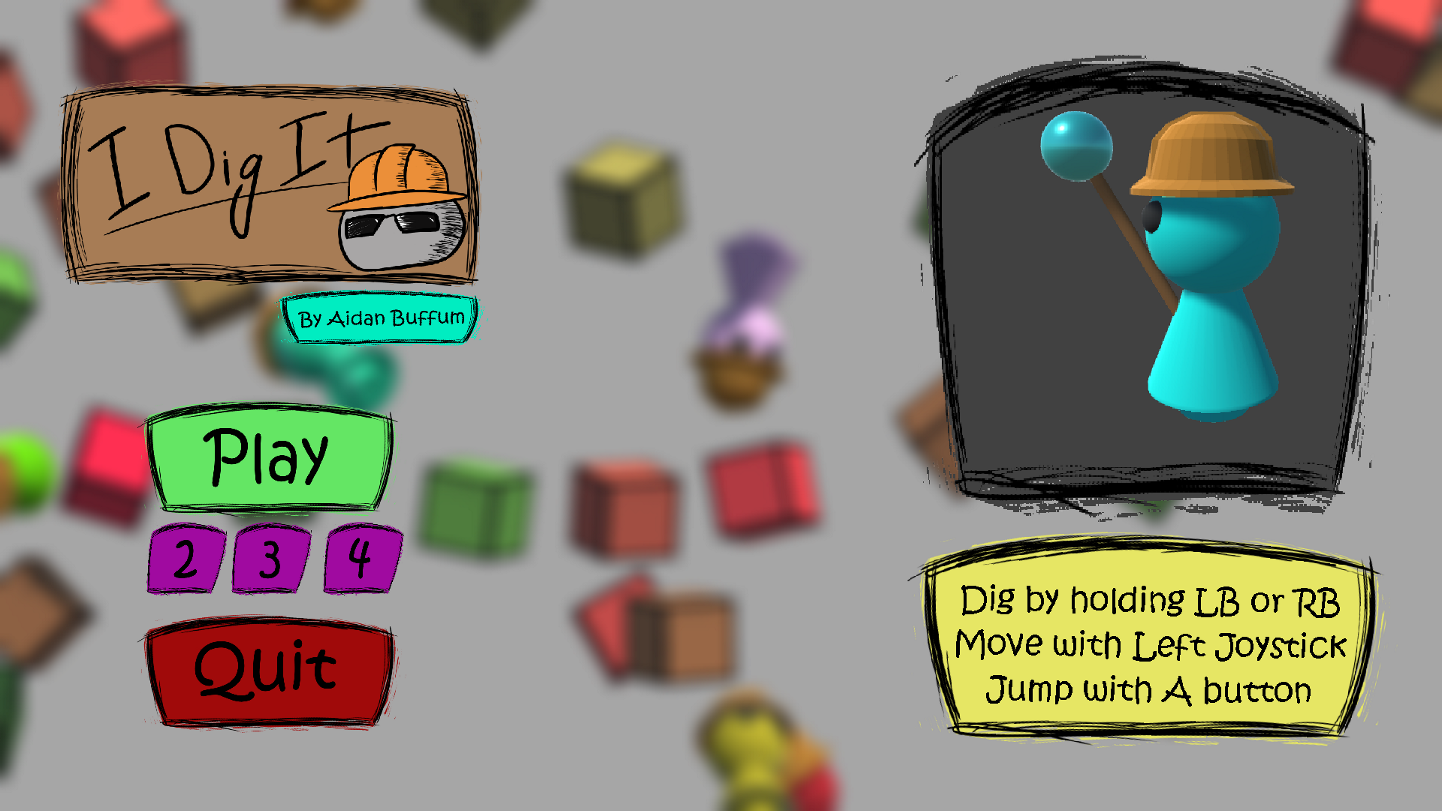 I Dig It
By Aidan Buffum
Play
2 3 4
Quit
Dig by holding LB or RB
Move with Left Joystick
Jump with A button